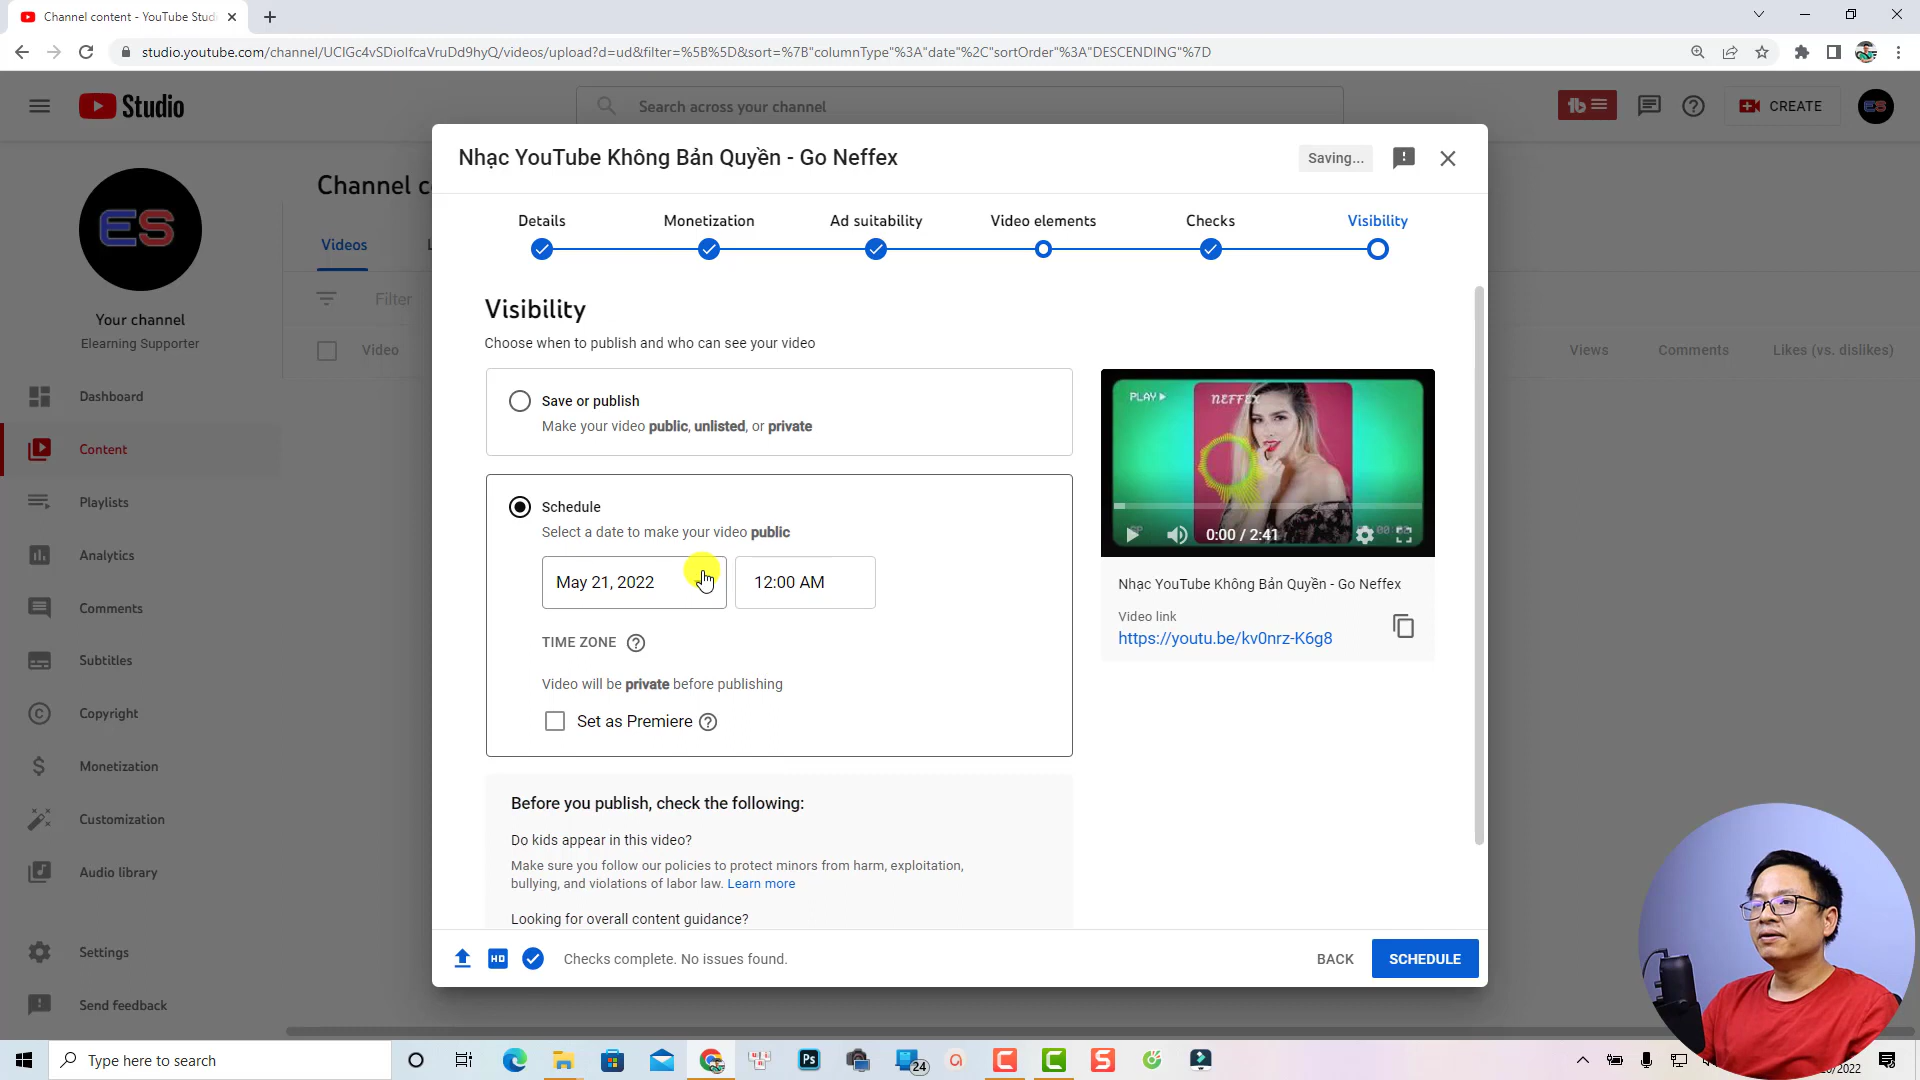 Channel content - YouTube Stud
studio.youtube.com/channel/UCIGc4vSDioIfcaVruDd9hyQ/videos/upload?d=ud&filter=%5B%5D&sort=%7B"columnType"%3A"date"%2C"sortOrder"%3A"DESCENDING"%7D
Studio
Search across your channel
CREATE
ES
Nhạc YouTube Không Bản Quyền - Go Neffex
Saving...
Channel c
Details
Monetization
Ad suitability
Video elements
Checks
Visibility
ES
Videos
Filter
Your channel
Elearning Supporter
Video
Views
Comments
Likes (vs. dislikes)
Visibility
Choose when to publish and who can see your video
Save or publish
Make your video public, unlisted, or private
PLAY
NEFFEX
0:00 / 2:41
Schedule
Select a date to make your video public
May 21, 2022
12:00 AM
TIME ZONE
Video will be private before publishing
Set as Premiere
Nhạc YouTube Không Bản Quyền - Go Neffex
Video link
https://youtu.be/kv0nrz-K6g8
Dashboard
Content
Playlists
Analytics
Comments
Subtitles
Copyright
Monetization
Customization
Audio library
Settings
Send feedback
Before you publish, check the following:
Do kids appear in this video?
Make sure you follow our policies to protect minors from harm, exploitation,
bullying, and violations of labor law. Learn more
Looking for overall content guidance?
HD
Checks complete. No issues found.
BACK
SCHEDULE
Type here to search
Ps
24